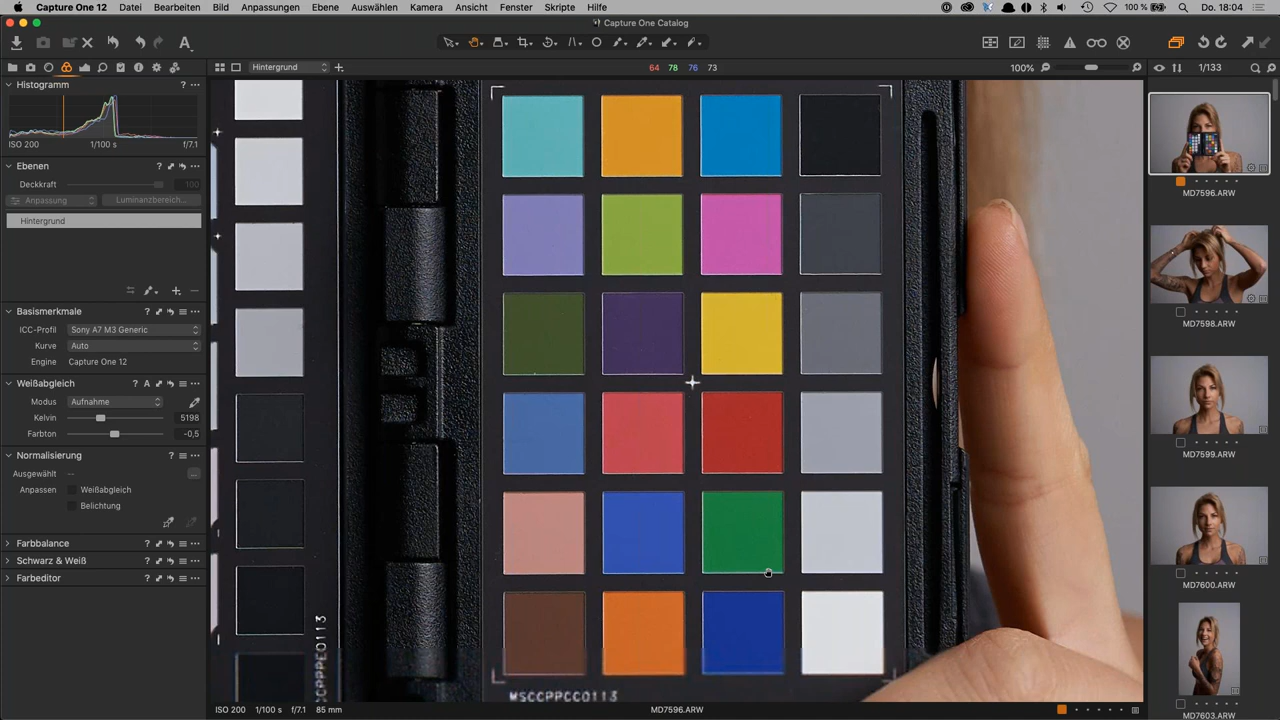 Capture One 12 Datei Bearbeiten Bild Anpassungen Ebene Auswählen Kamera Ansicht Fenster Skripte Hilfe 100 % Do. 18:04
Capture One Catalog
Hintergrund 64 78 76 73 100% 1/133
Histogramm
ISO 200 1/100 s f/7.1
Ebenen
Deckkraft 100
Anpassung Luminanzbereich...
Hintergrund
Basismerkmale
ICC-Profil Sony A7 M3 Generic
Kurve Auto
Engine Capture One 12
Weißabgleich
Modus Aufnahme
Kelvin 5198
Farbton -0,5
Normalisierung
Ausgewählt --
Anpassen Weißabgleich
Belichtung
Farbbalance
Schwarz & Weiß
Farbeditor
MSCCPPCC0113
ISO 200 1/100 s f/7.1 85 mm MD7596.ARW
MD7596.ARW
MD7598.ARW
MD7599.ARW
MD7600.ARW
MD7603.ARW